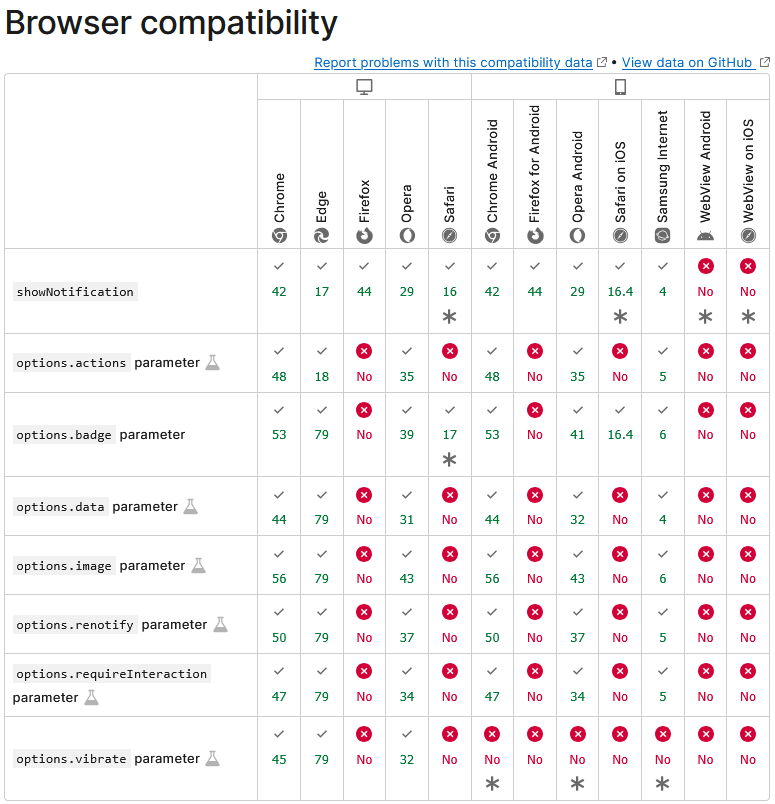 Browser compatibility
Report problems with this compatibility data • View data on GitHub
Chrome Edge Firefox Opera Safari Chrome Android Firefox for Android Opera Android Safari on iOS Samsung Internet WebView Android WebView on iOS
showNotification 42 17 44 29 16 42 44 29 16.4 4 No No
* * * *
options.actions parameter 48 18 No 35 No 48 No 35 No 5 No No
options.badge parameter 53 79 No 39 17 53 No 41 16.4 6 No No
*
options.data parameter 44 79 No 31 No 44 No 32 No 4 No No
options.image parameter 56 79 No 43 No 56 No 43 No 6 No No
options.renotify parameter 50 79 No 37 No 50 No 37 No 5 No No
options.requireInteraction
parameter 47 79 No 34 No 47 No 34 No 5 No No
options.vibrate parameter 45 79 No 32 No No No No No No No No
* * *